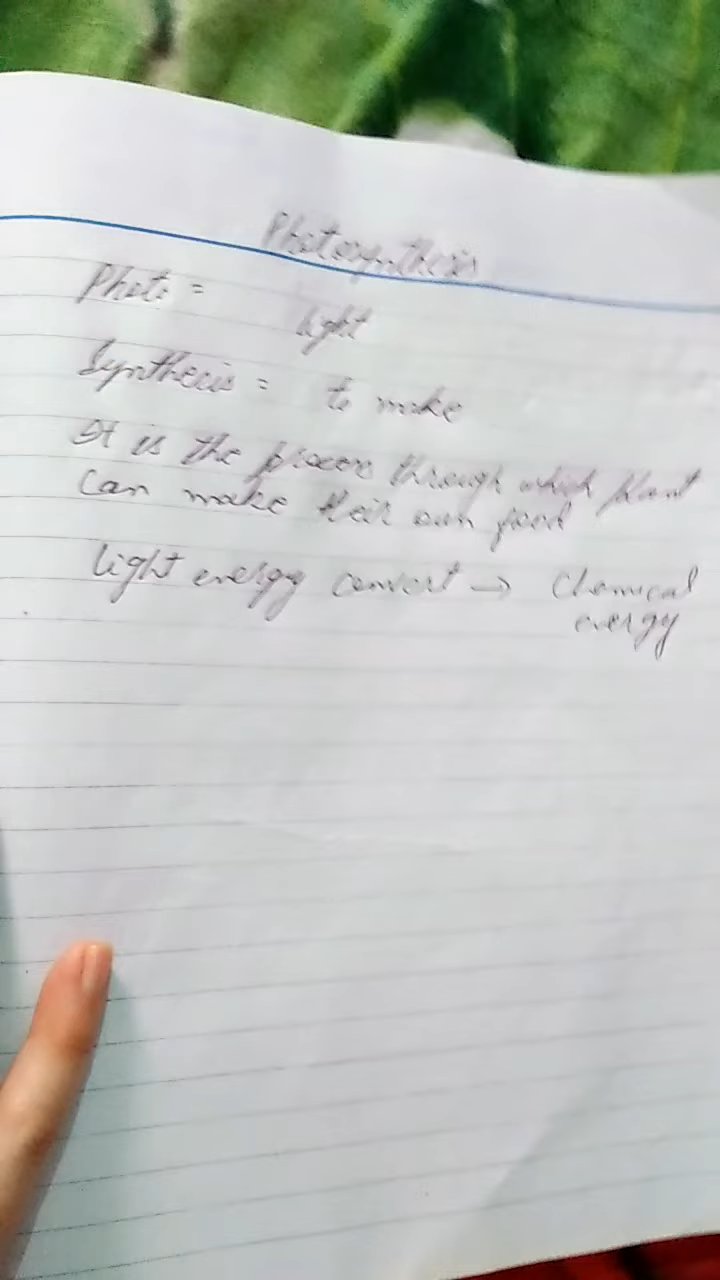 Photosynthesis
Photo =
light
Synthesis = to make
It is the process through which plant
can make their own food
light energy convert → Chemical
energy